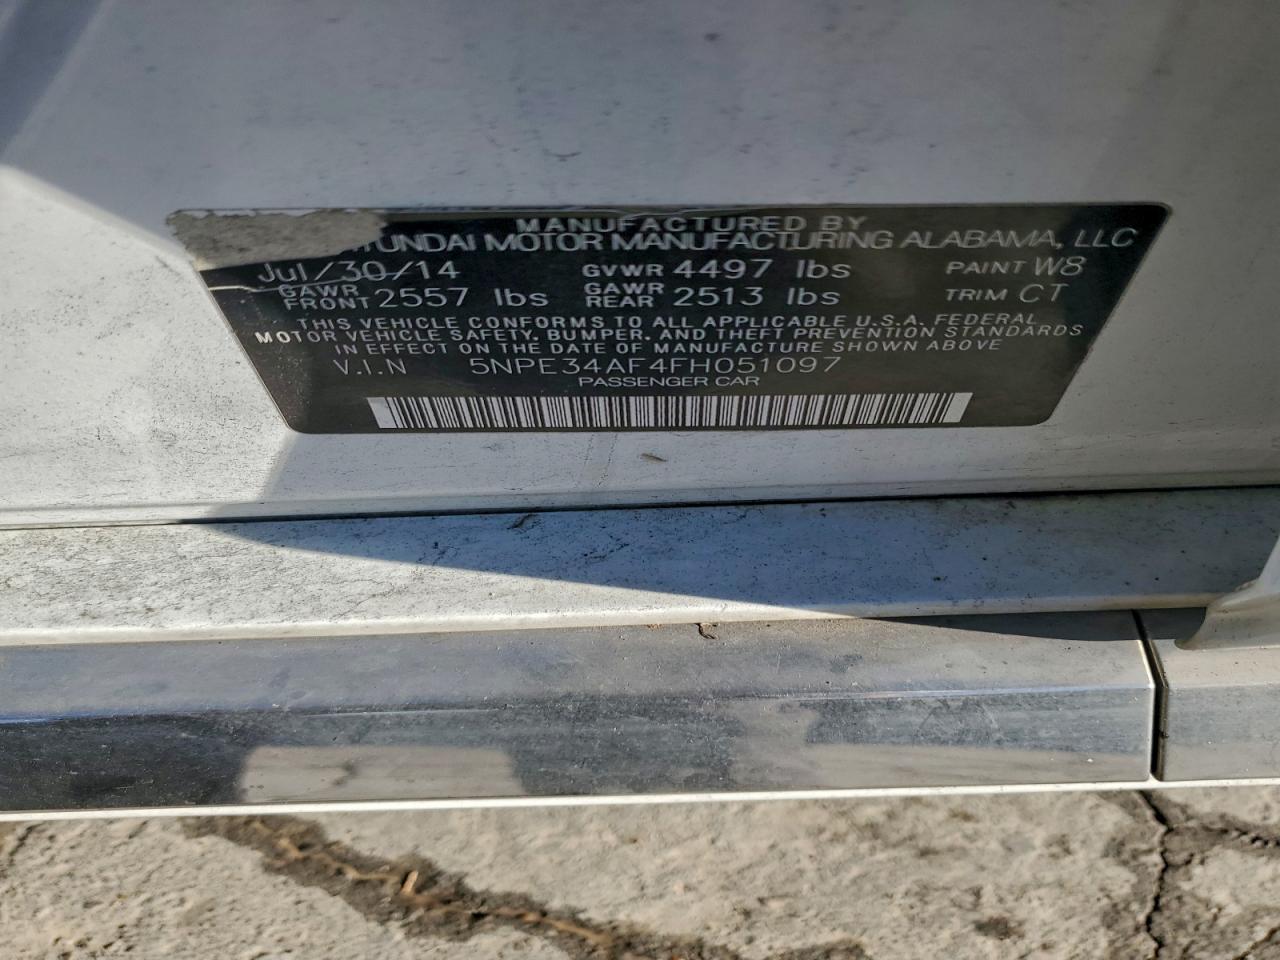 MANUFACTURED BY
HYUNDAI MOTOR MANUFACTURING ALABAMA, LLC
Jul/30/14 GVWR 4497 lbs PAINT W8
GAWR FRONT 2557 lbs GAWR REAR 2513 lbs TRIM CT
THIS VEHICLE CONFORMS TO ALL APPLICABLE U.S.A. FEDERAL
MOTOR VEHICLE SAFETY, BUMPER, AND THEFT PREVENTION STANDARDS
IN EFFECT ON THE DATE OF MANUFACTURE SHOWN ABOVE
V.I.N 5NPE34AF4FH051097
PASSENGER CAR